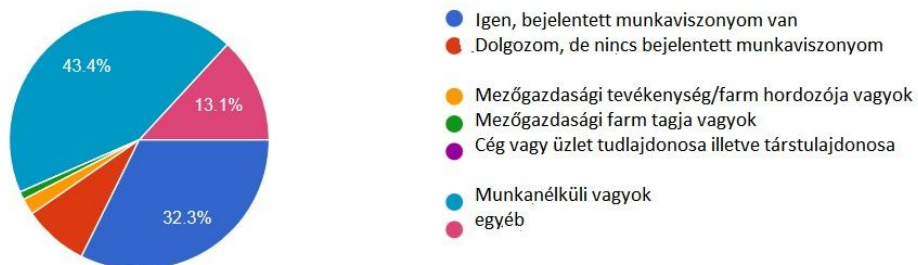 43.4%
13.1%
32.3%
Igen, bejelentett munkaviszonyom van
Dolgozom, de nincs bejelentett munkaviszonyom
Mezőgazdasági tevékenység/farm hordozója vagyok
Mezőgazdasági farm tagja vagyok
Cég vagy üzlet tudlajdonosa illetve társtulajdonosa
Munkanélküli vagyok
egyéb